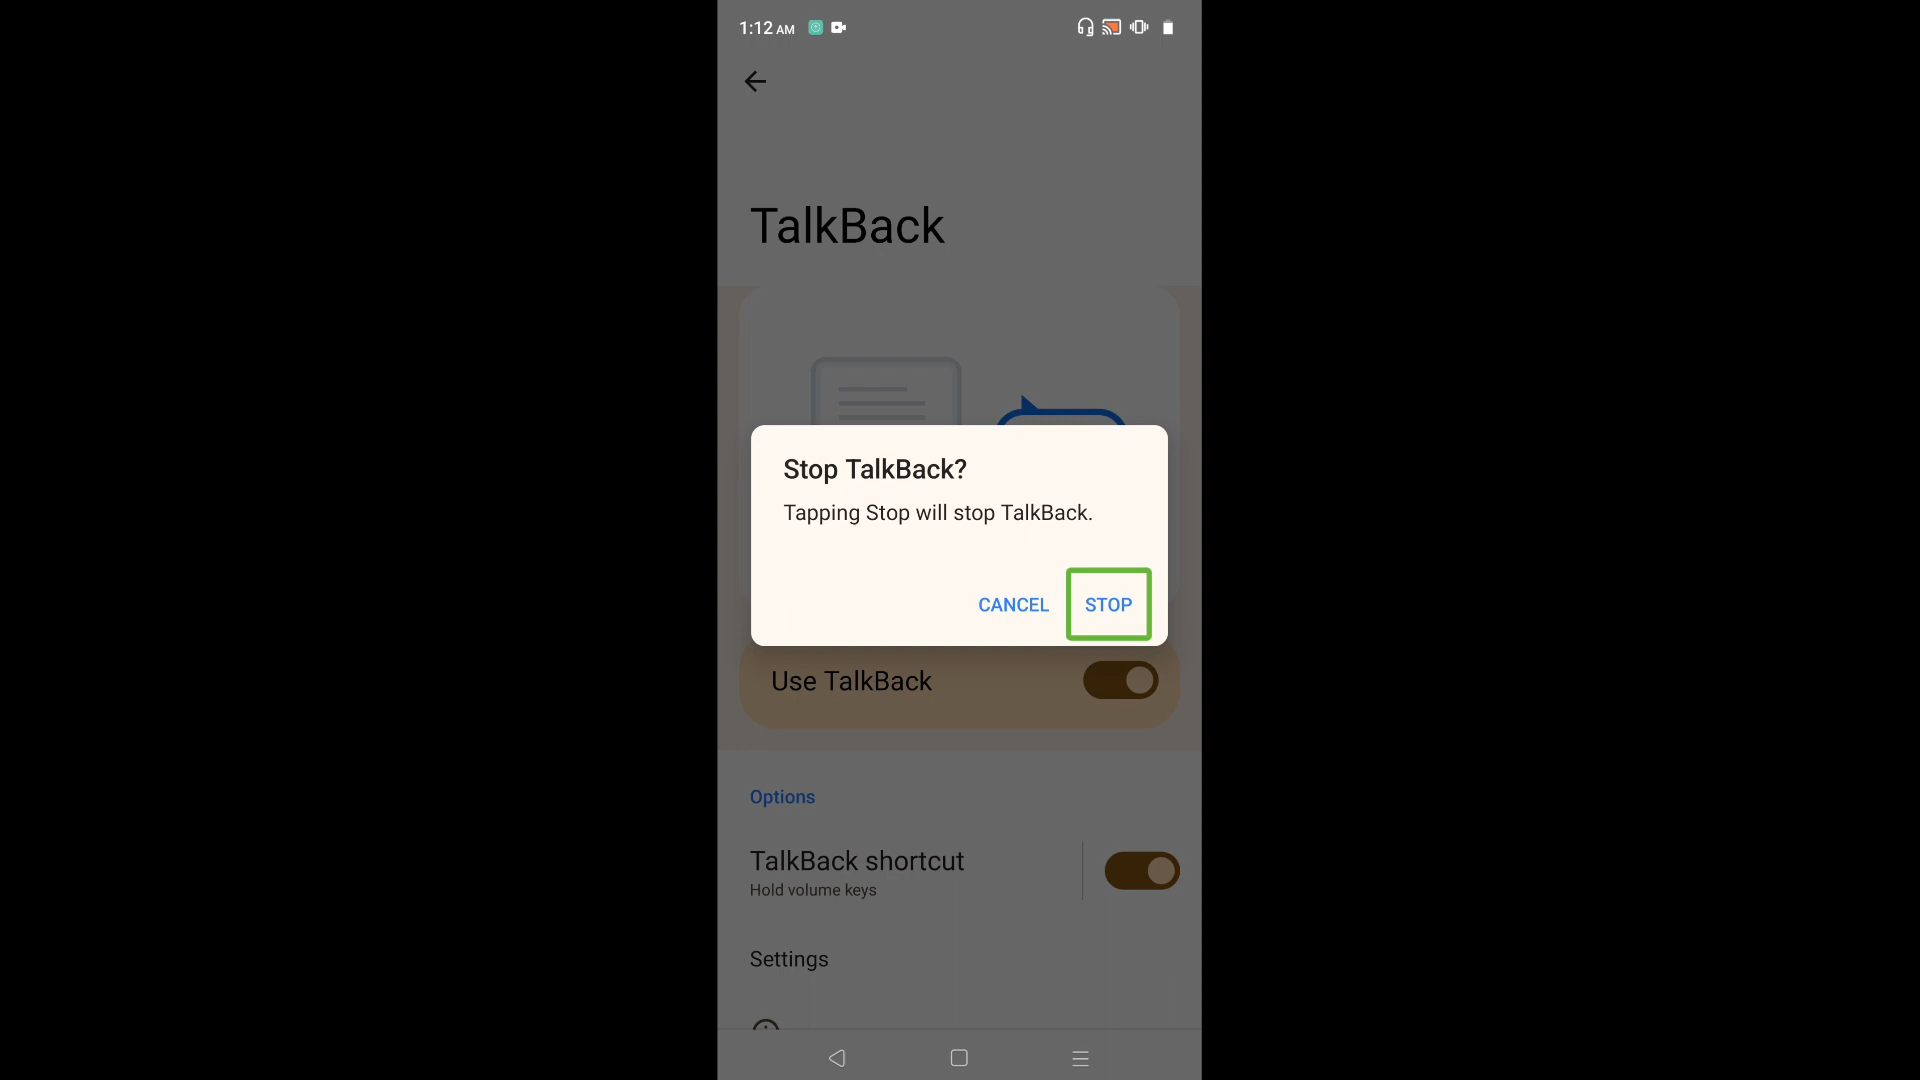 1:12 AM
TalkBack
Stop TalkBack?
Tapping Stop will stop TalkBack.
CANCEL STOP
Use TalkBack
Options
TalkBack shortcut
Hold volume keys
Settings